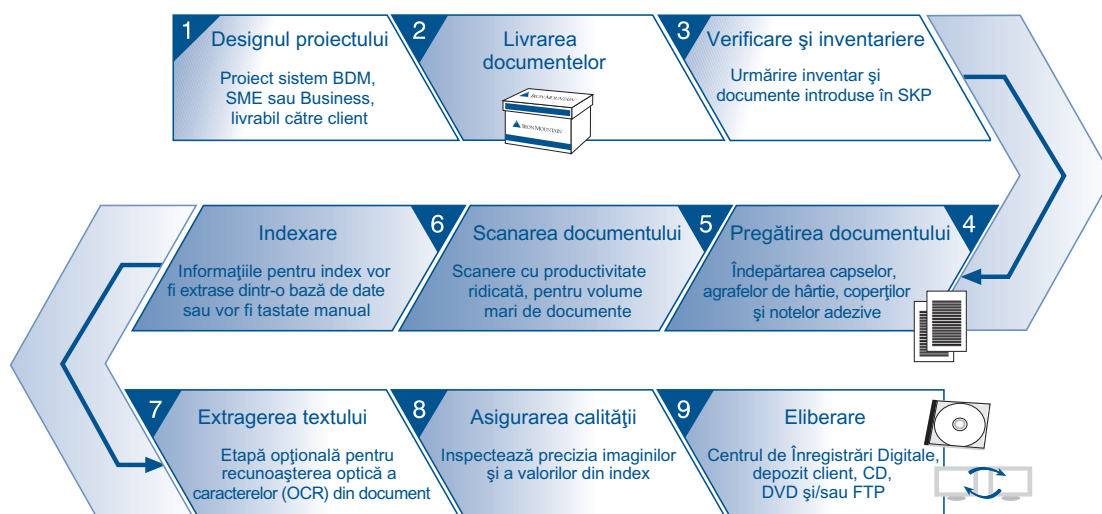 1
Designul proiectului
Proiect sistem BDM,
SME sau Business,
livrabil către client
2
Livrarea
documentelor
IRON MOUNTAIN
IRON MOUNTAIN
3
Verificare şi inventariere
Urmărire inventar şi
documente introduse în SKP
4
Pregătirea documentului
Îndepărtarea capselor,
agrafelor de hârtie, coperţilor
şi notelor adezive
5
Scanarea documentului
Scanere cu productivitate
ridicată, pentru volume
mari de documente
6
Indexare
Informaţiile pentru index vor
fi extrase dintr-o bază de date
sau vor fi tastate manual
7
Extragerea textului
Etapă opţională pentru
recunoaşterea optică a
caracterelor (OCR) din document
8
Asigurarea calităţii
Inspectează precizia imaginilor
şi a valorilor din index
9
Eliberare
Centrul de Înregistrări Digitale,
depozit client, CD,
DVD şi/sau FTP